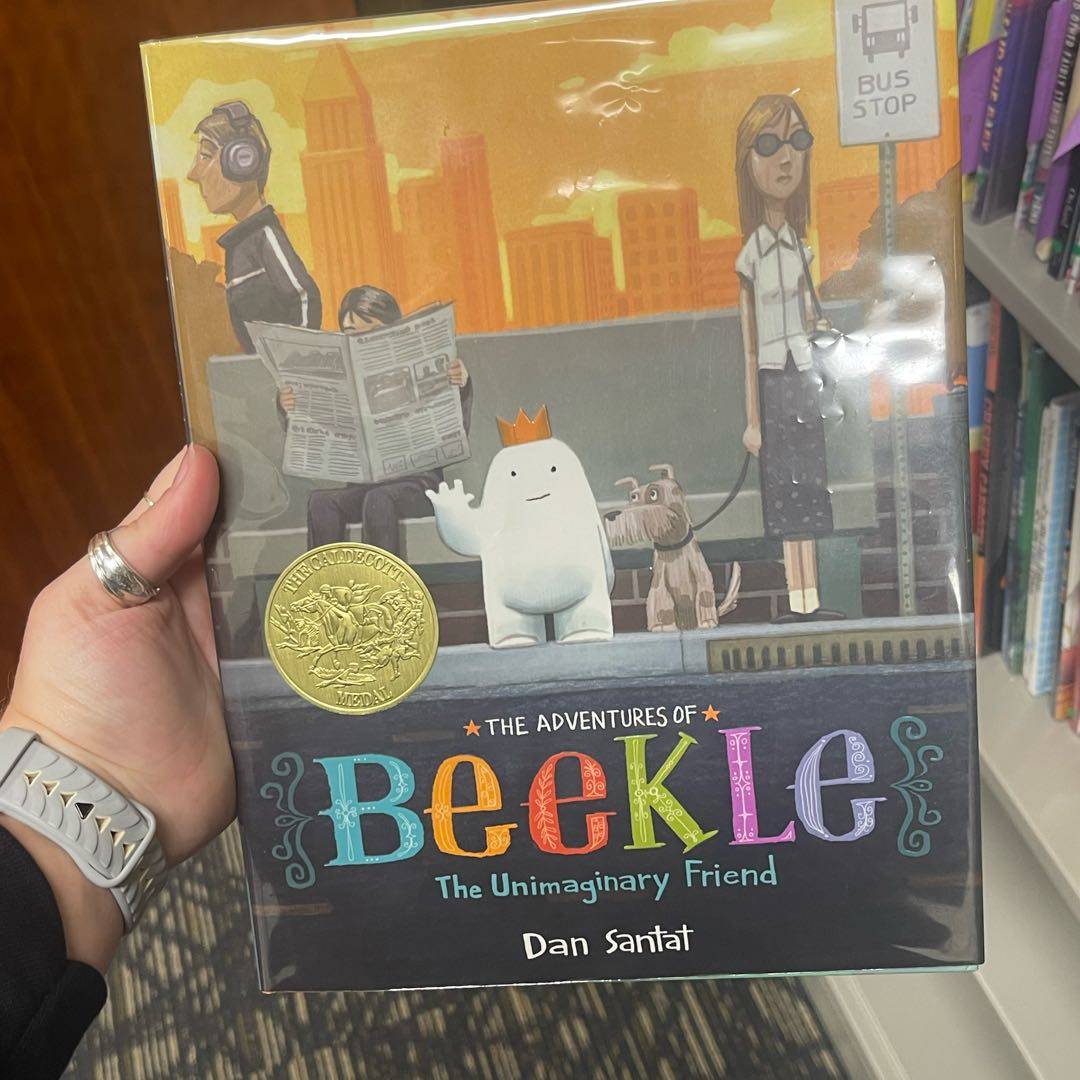 BUS
STOP
THE CALDECOTT
MEDAL
THE ADVENTURES OF
BeeKLe
The Unimaginary Friend
Dan Santat